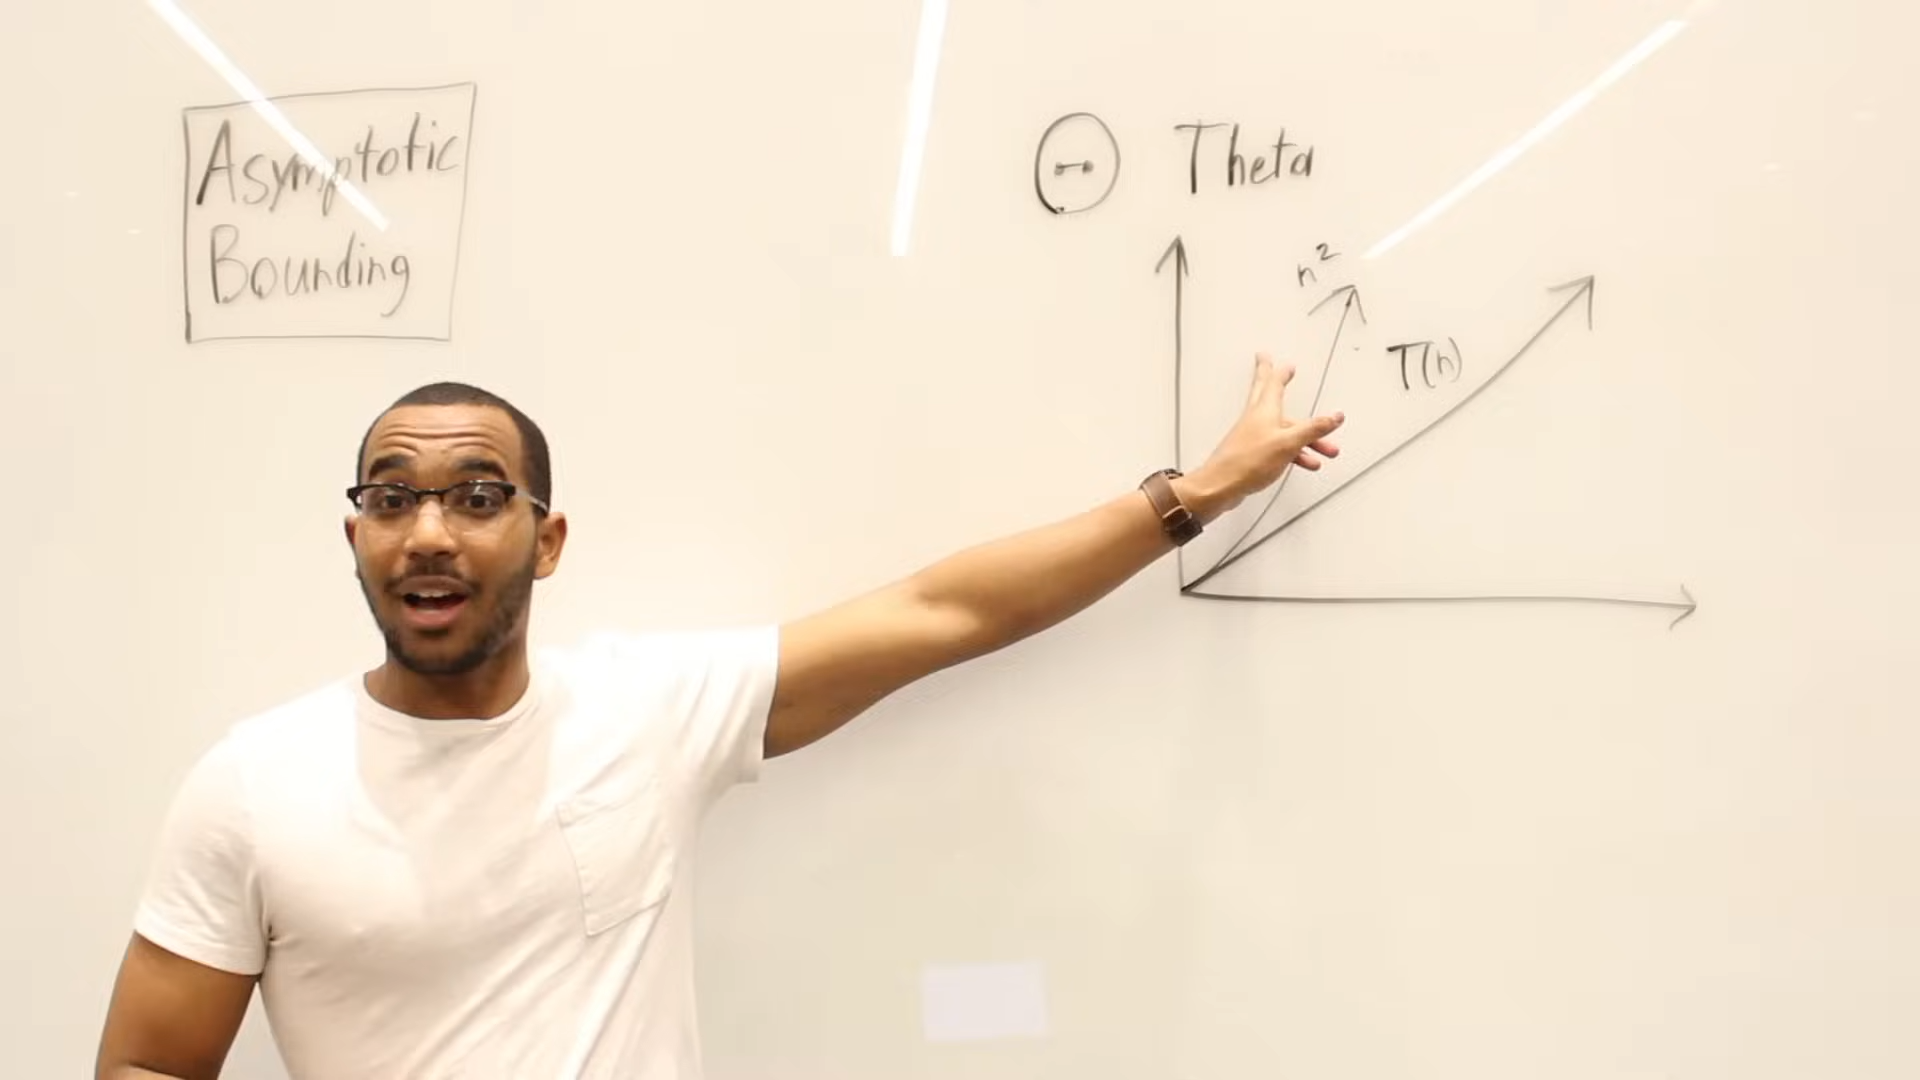 Asymptotic
Bounding
Θ Theta
n²
T(n)